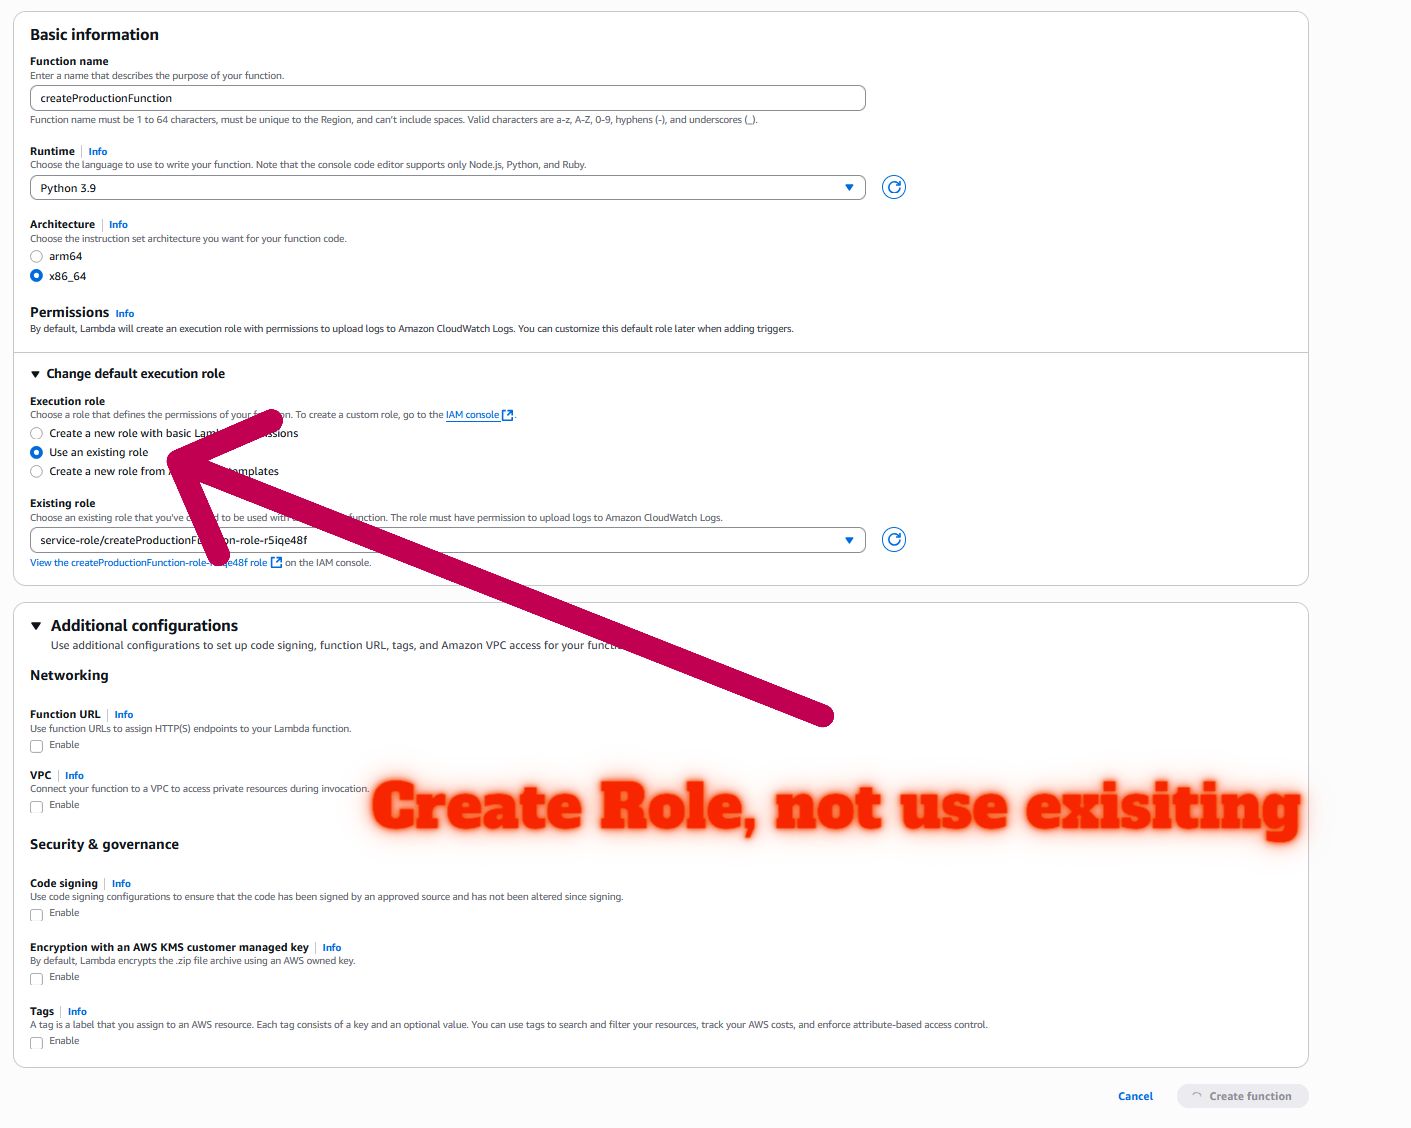 Basic information
Function name
Enter a name that describes the purpose of your function.
createProductionFunction
Function name must be 1 to 64 characters, must be unique to the Region, and can't include spaces. Valid characters are a-z, A-Z, 0-9, hyphens (-), and underscores (_).
Runtime Info
Choose the language to use to write your function. Note that the console code editor supports only Node.js, Python, and Ruby.
Python 3.9
Architecture Info
Choose the instruction set architecture you want for your function code.
arm64
x86_64
Permissions Info
By default, Lambda will create an execution role with permissions to upload logs to Amazon CloudWatch Logs. You can customize this default role later when adding triggers.
Change default execution role
Execution role
Choose a role that defines the permissions of your function. To create a custom role, go to the IAM console.
Create a new role with basic Lambda permissions
Use an existing role
Create a new role from templates
Existing role
Choose an existing role that you've created to be used with function. The role must have permission to upload logs to Amazon CloudWatch Logs.
service-role/createProductionFunction-role-r5iqe48f
View the createProductionFunction-role-r5iqe48f role on the IAM console.
Additional configurations
Use additional configurations to set up code signing, function URL, tags, and Amazon VPC access for your
Networking
Function URL Info
Use function URLs to assign HTTP(S) endpoints to your Lambda function.
Enable
VPC Info
Connect your function to a VPC to access private resources during invocation.
Enable
Create Role, not use exisiting
Security & governance
Code signing Info
Use code signing configurations to ensure that the code has been signed by an approved source and has not been altered since signing.
Enable
Encryption with an AWS KMS customer managed key Info
By default, Lambda encrypts the .zip file archive using an AWS owned key.
Enable
Tags Info
A tag is a label that you assign to an AWS resource. Each tag consists of a key and an optional value. You can use tags to search and filter your resources, track your AWS costs, and enforce attribute-based access control.
Enable
Cancel Create function